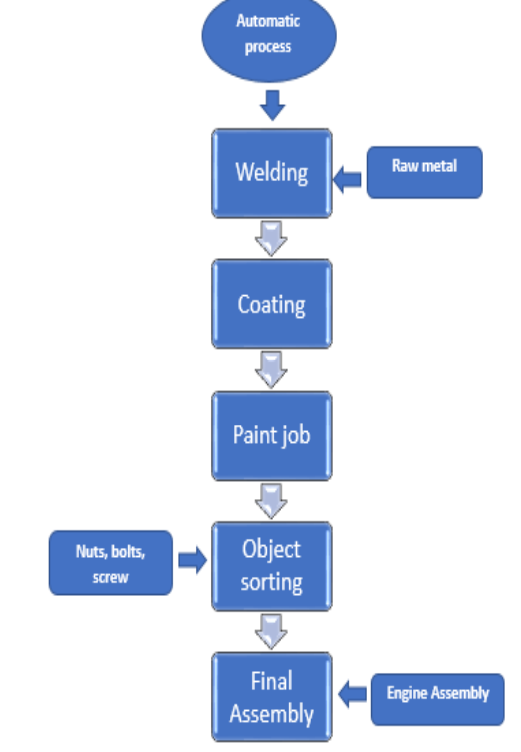 Automatic
process
Welding
Raw metal
Coating
Paint job
Nuts, bolts,
screw
Object
sorting
Final
Assembly
Engine Assembly